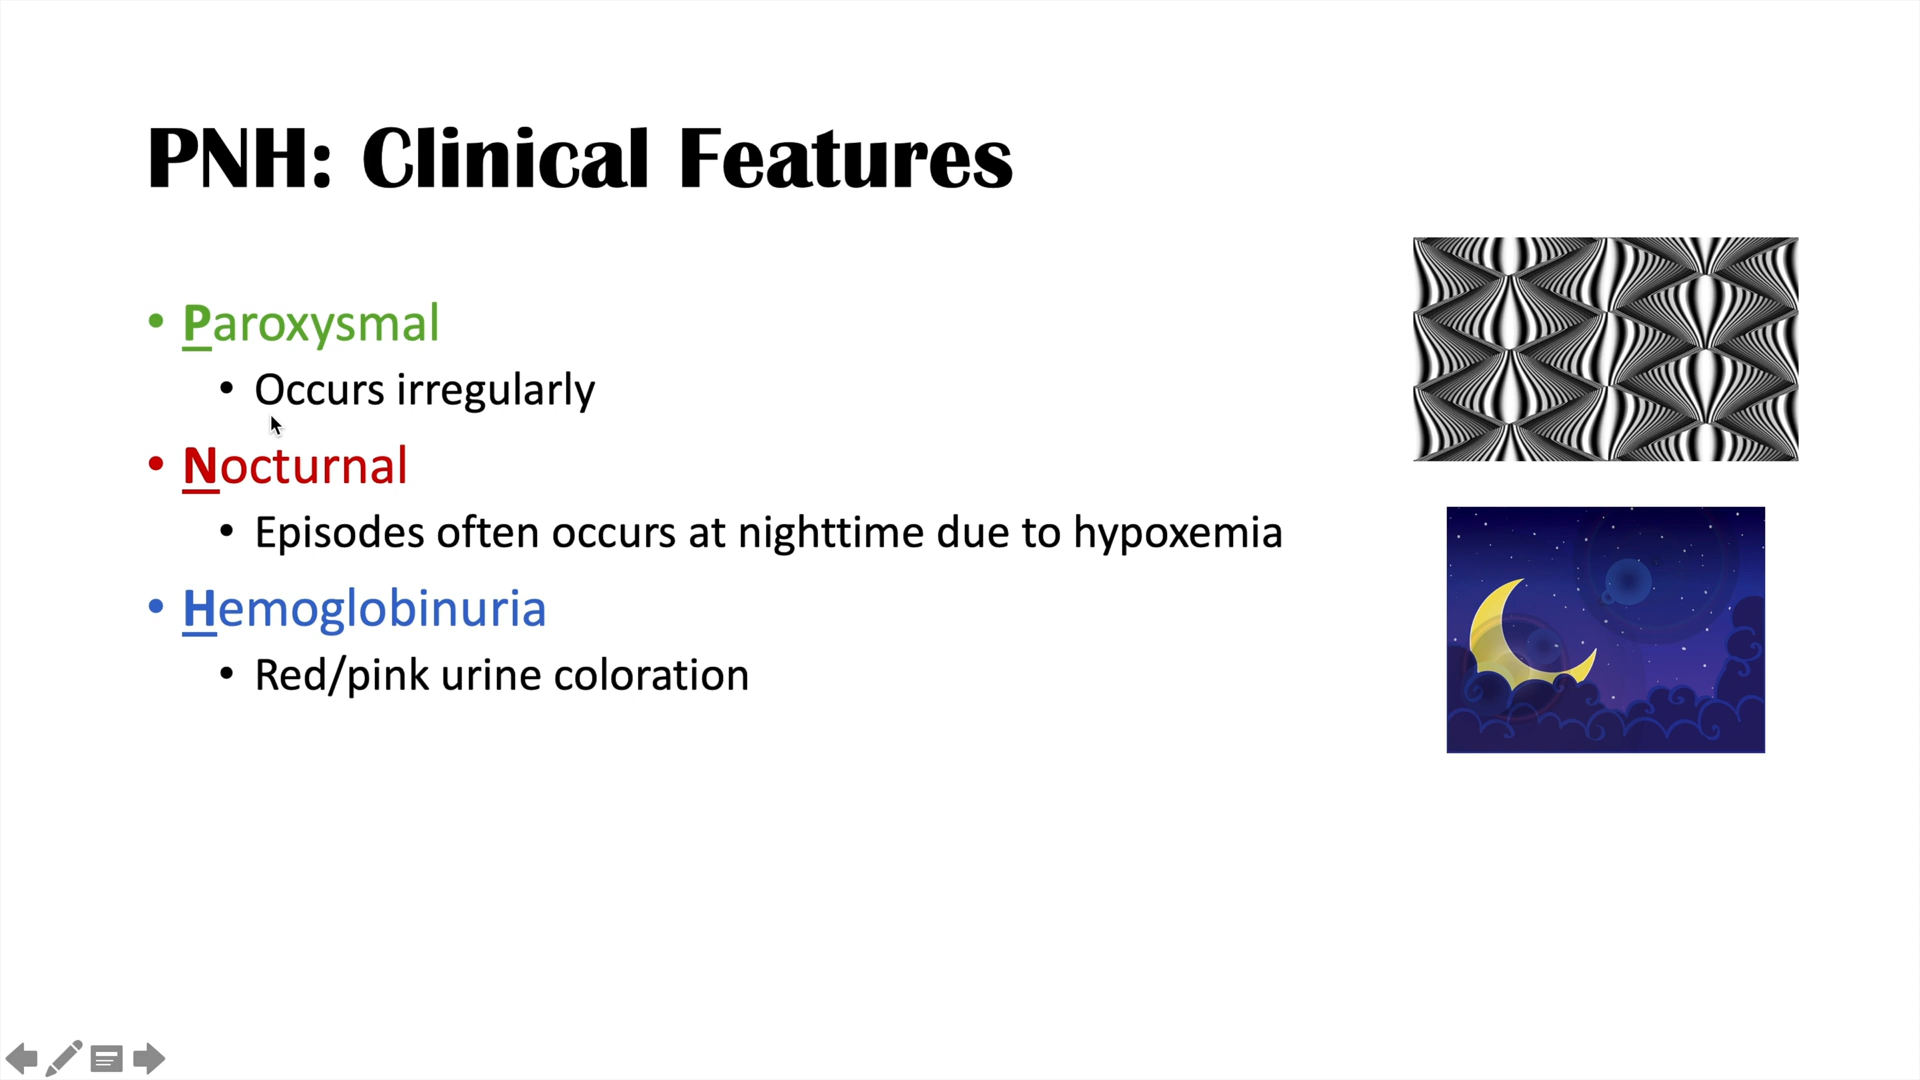 PNH: Clinical Features
• Paroxysmal
• Occurs irregularly
• Nocturnal
• Episodes often occurs at nighttime due to hypoxemia
• Hemoglobinuria
• Red/pink urine coloration